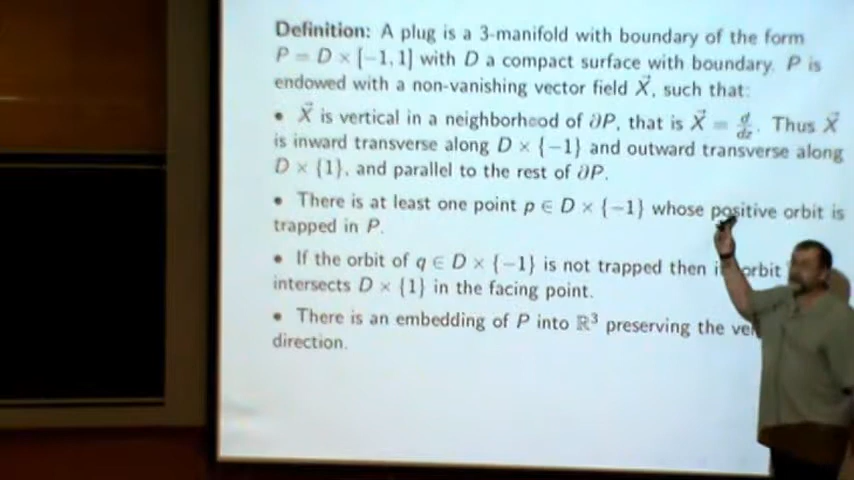 Definition: A plug is a 3-manifold with boundary of the form
P = D × [−1, 1] with D a compact surface with boundary. P is
endowed with a non-vanishing vector field X⃗, such that:
• X⃗ is vertical in a neighborhood of ∂P, that is X⃗ = d/dz. Thus X⃗
is inward transverse along D × {−1} and outward transverse along
D × {1}, and parallel to the rest of ∂P.
• There is at least one point p ∈ D × {−1} whose positive orbit is
trapped in P.
• If the orbit of q ∈ D × {−1} is not trapped then orbit
intersects D × {1} in the facing point.
• There is an embedding of P into ℝ³ preserving the
direction.